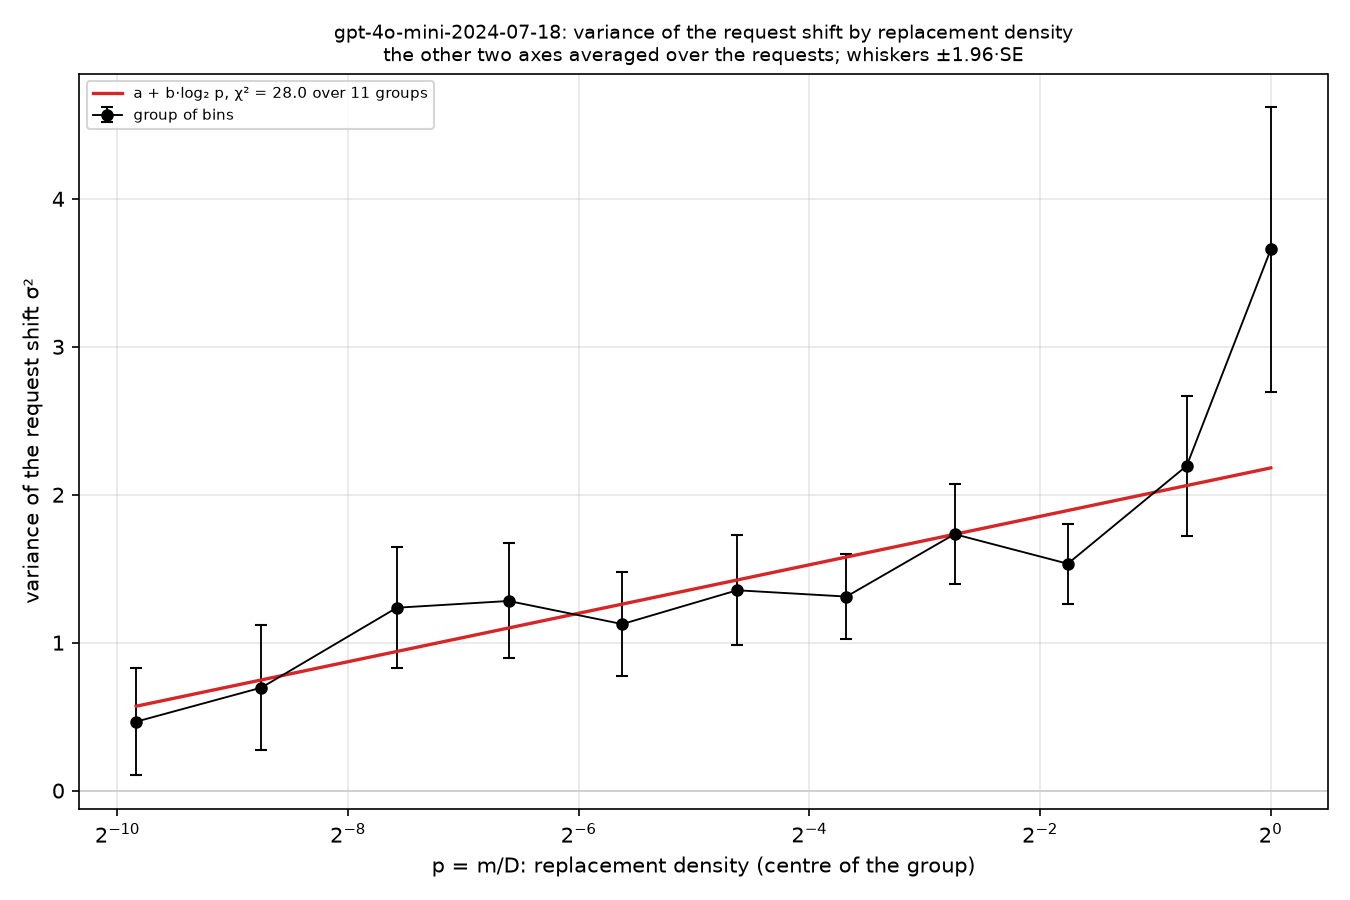 gpt-4o-mini-2024-07-18: variance of the request shift by replacement density
the other two axes averaged over the requests; whiskers ±1.96·SE
a + b·log₂ p, χ² = 28.0 over 11 groups
group of bins
variance of the request shift σ²
4
3
2
1
0
2⁻¹⁰
2⁻⁸
2⁻⁶
2⁻⁴
2⁻²
2⁰
p = m/D: replacement density (centre of the group)